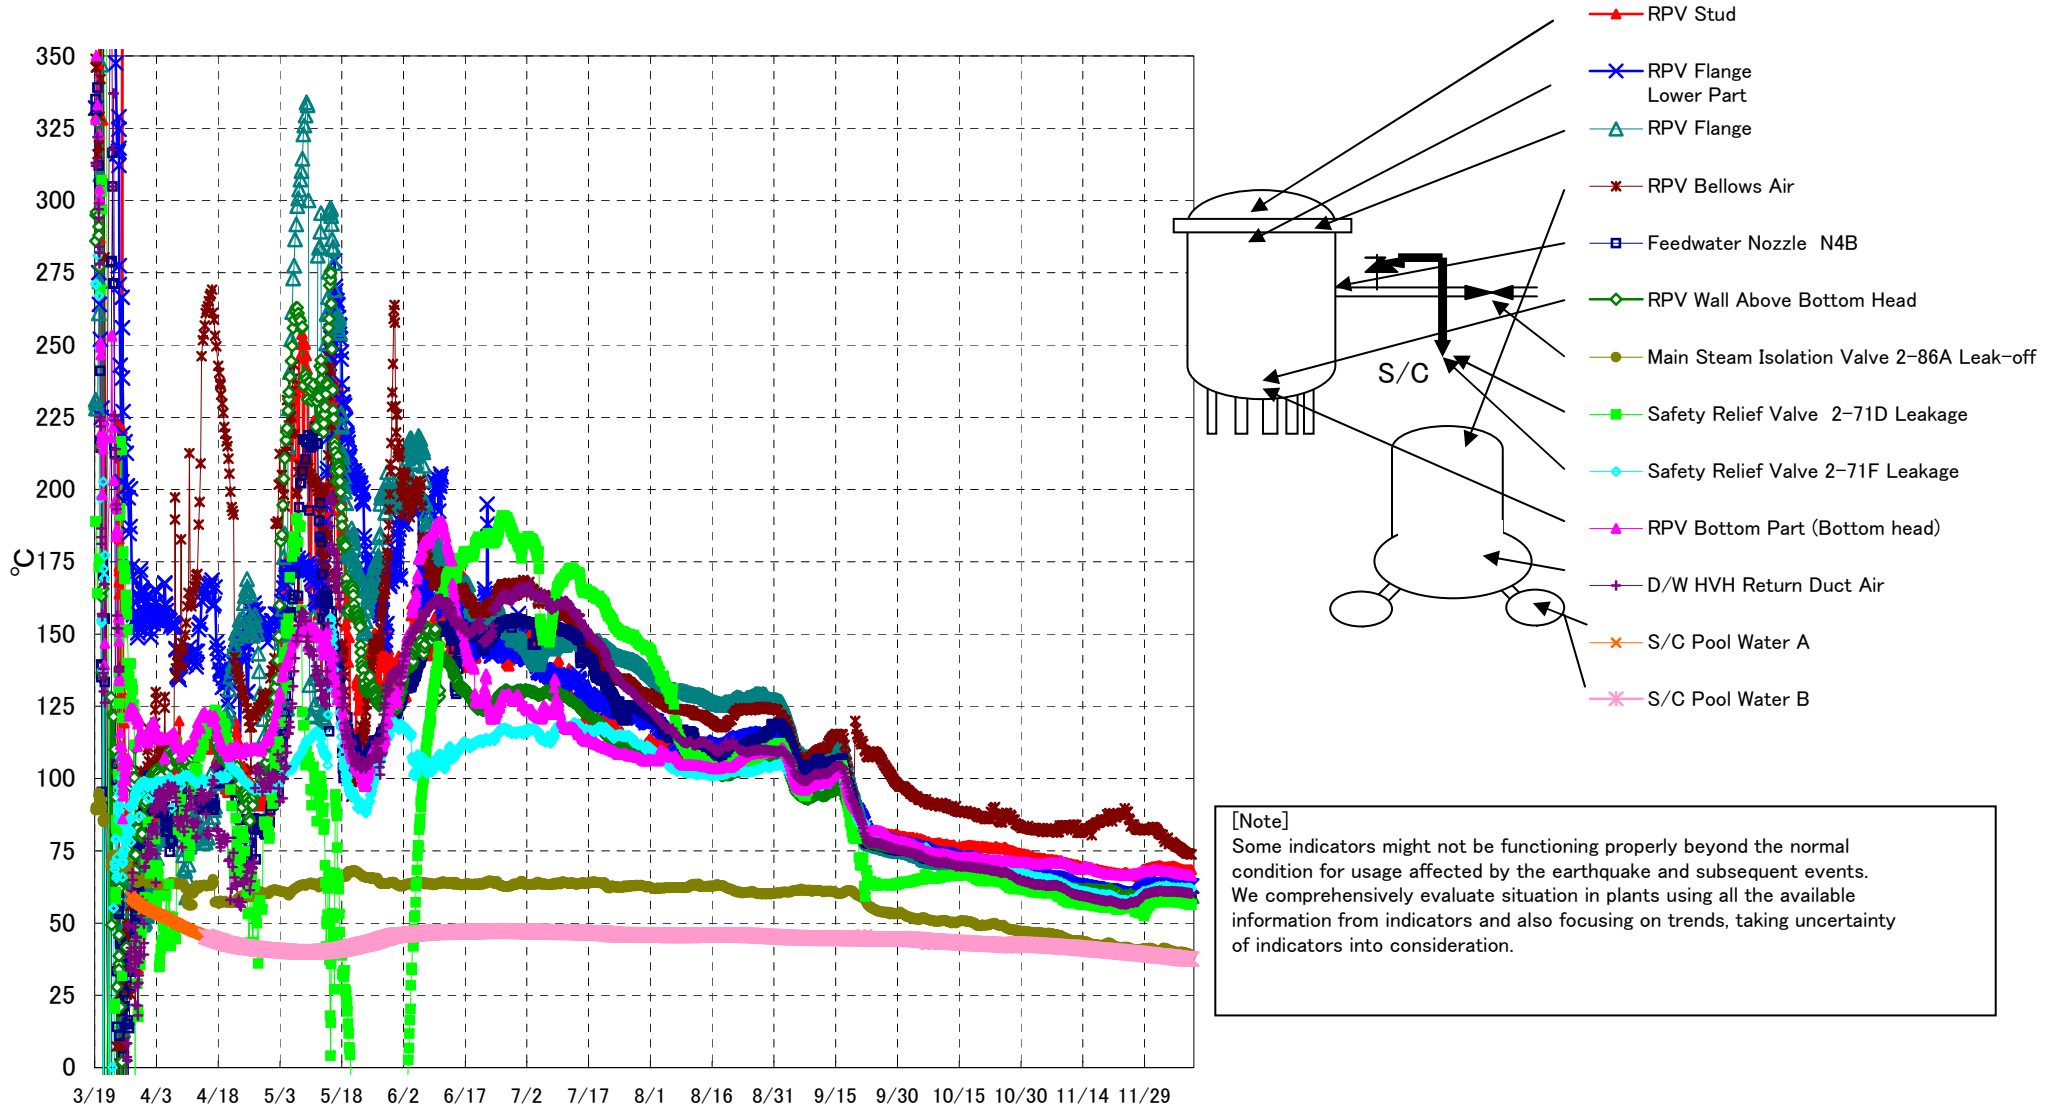 °C
350
325
300
275
250
225
200
175
150
125
100
75
50
25
0
3/19 4/3 4/18 5/3 5/18 6/2 6/17 7/2 7/17 8/1 8/16 8/31 9/15 9/30 10/15 10/30 11/14 11/29
RPV Stud
RPV Flange
Lower Part
RPV Flange
RPV Bellows Air
Feedwater Nozzle N4B
RPV Wall Above Bottom Head
Main Steam Isolation Valve 2-86A Leak-off
Safety Relief Valve 2-71D Leakage
Safety Relief Valve 2-71F Leakage
RPV Bottom Part (Bottom head)
D/W HVH Return Duct Air
S/C Pool Water A
S/C Pool Water B
S/C
[Note]
Some indicators might not be functioning properly beyond the normal
condition for usage affected by the earthquake and subsequent events.
We comprehensively evaluate situation in plants using all the available
information from indicators and also focusing on trends, taking uncertainty
of indicators into consideration.